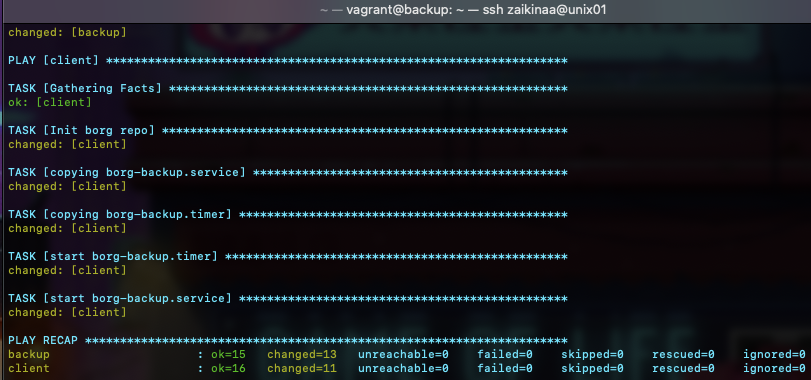 ~ — vagrant@backup: ~ — ssh zaikinaa@unix01
changed: [backup]
PLAY [client] ******************************************************************
TASK [Gathering Facts] *********************************************************
ok: [client]
TASK [Init borg repo] **********************************************************
changed: [client]
TASK [copying borg-backup.service] *********************************************
changed: [client]
TASK [copying borg-backup.timer] ***********************************************
changed: [client]
TASK [start borg-backup.timer] *************************************************
changed: [client]
TASK [start borg-backup.service] ***********************************************
changed: [client]
PLAY RECAP *********************************************************************
backup : ok=15 changed=13 unreachable=0 failed=0 skipped=0 rescued=0 ignored=0
client : ok=16 changed=11 unreachable=0 failed=0 skipped=0 rescued=0 ignored=0